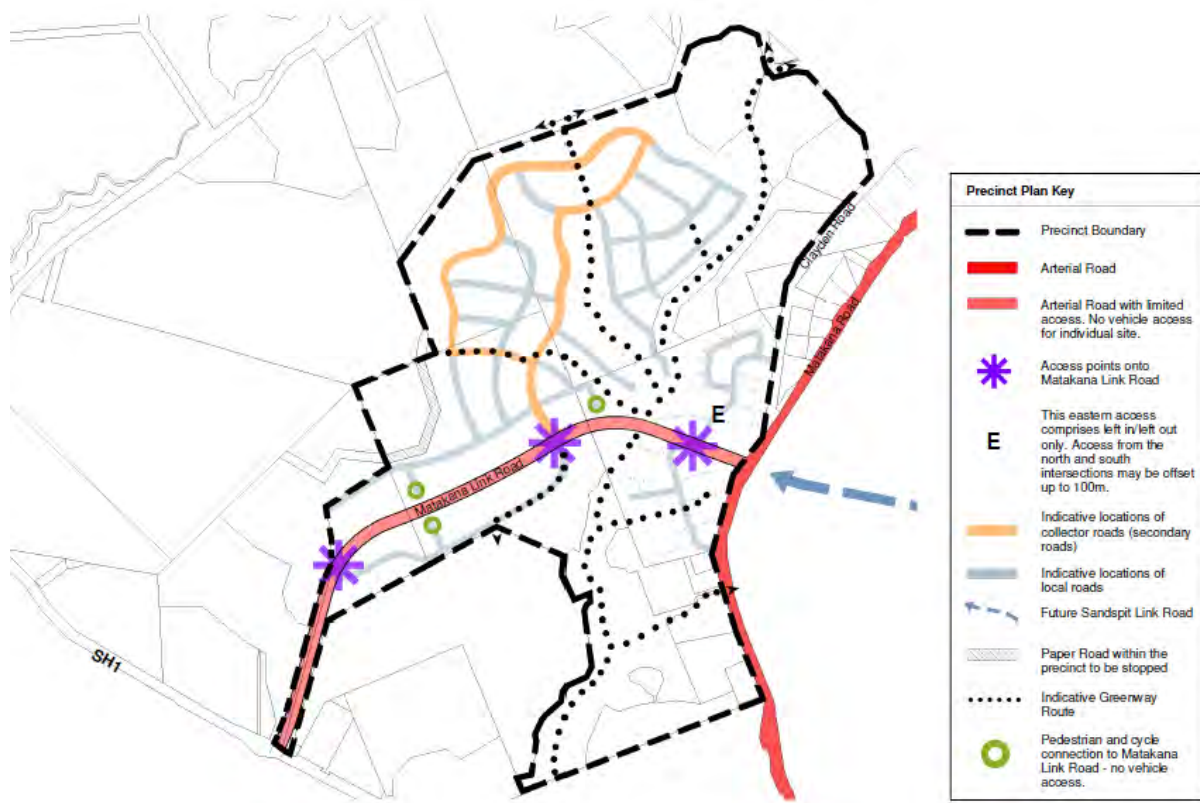 Clayden Road
Matakana Road
E
Matakana Link Road
SH1
Precinct Plan Key
Precinct Boundary
Arterial Road
Arterial Road with limited
access. No vehicle access
for individual site.
Access points onto
Matakana Link Road
E
This eastern access
comprises left in/left out
only. Access from the
north and south
intersections may be offset
up to 100m.
Indicative locations of
collector roads (secondary
roads)
Indicative locations of
local roads
Future Sandspit Link Road
Paper Road within the
precinct to be stopped
Indicative Greenway
Route
Pedestrian and cycle
connection to Matakana
Link Road - no vehicle
access.